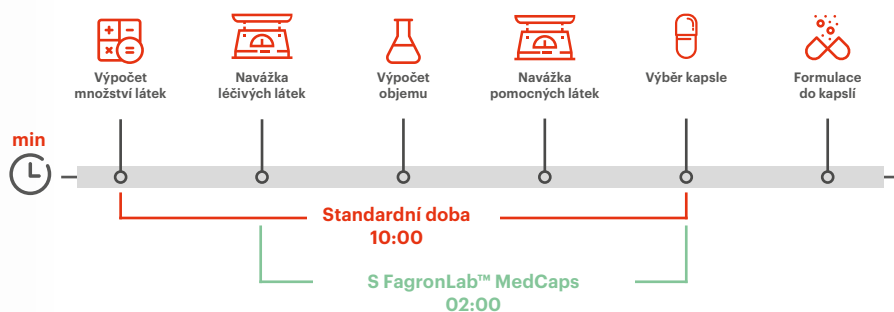 Výpočet
množství látek
Navážka
léčivých látek
Výpočet
objemu
Navážka
pomocných látek
Výběr kapsle
Formulace
do kapslí
min
Standardní doba
10:00
S FagronLab™ MedCaps
02:00